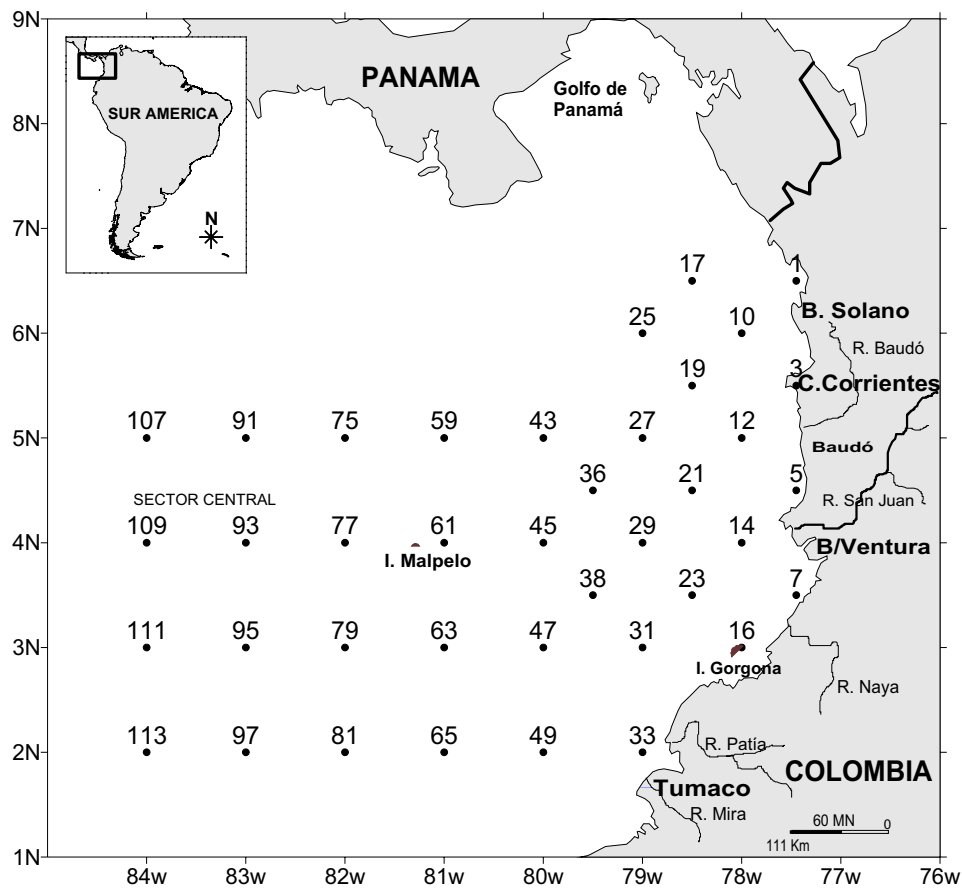 9N
PANAMA
Golfo de
Panamá
SUR AMERICA
N
8N
7N
17
1
B. Solano
25
10
6N
R. Baudó
19
3
C.Corrientes
107
91
75
59
43
27
12
5N
Baudó
36
21
5
SECTOR CENTRAL
R. San Juan
109
93
77
61
45
29
14
4N
B/Ventura
I. Malpelo
38
23
7
111
95
79
63
47
31
16
3N
I. Gorgona
R. Naya
113
97
81
65
49
33
2N
R. Patía
COLOMBIA
Tumaco
R. Mira
60 MN
0
111 Km
1N
84w
83w
82w
81w
80w
79w
78w
77w
76w